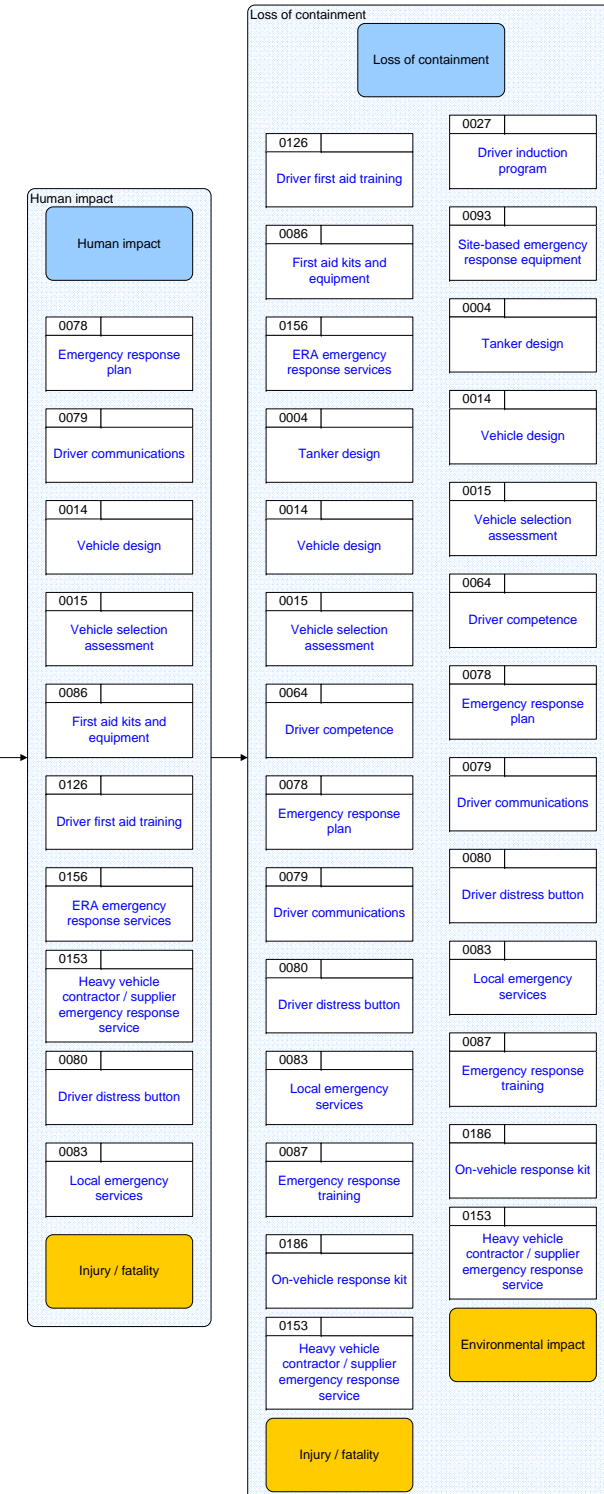 Human impact
Human impact
0078
Emergency response
plan
0079
Driver communications
0014
Vehicle design
0015
Vehicle selection
assessment
0086
First aid kits and
equipment
0126
Driver first aid training
0156
ERA emergency
response services
0153
Heavy vehicle
contractor / supplier
emergency response
service
0080
Driver distress button
0083
Local emergency
services
Injury / fatality
Loss of containment
Loss of containment
0126
Driver first aid training
0086
First aid kits and
equipment
0156
ERA emergency
response services
0004
Tanker design
0014
Vehicle design
0015
Vehicle selection
assessment
0064
Driver competence
0078
Emergency response
plan
0079
Driver communications
0080
Driver distress button
0083
Local emergency
services
0087
Emergency response
training
0186
On-vehicle response kit
0153
Heavy vehicle
contractor / supplier
emergency response
service
Injury / fatality
0027
Driver induction
program
0093
Site-based emergency
response equipment
0004
Tanker design
0014
Vehicle design
0015
Vehicle selection
assessment
0064
Driver competence
0078
Emergency response
plan
0079
Driver communications
0080
Driver distress button
0083
Local emergency
services
0087
Emergency response
training
0186
On-vehicle response kit
0153
Heavy vehicle
contractor / supplier
emergency response
service
Environmental impact